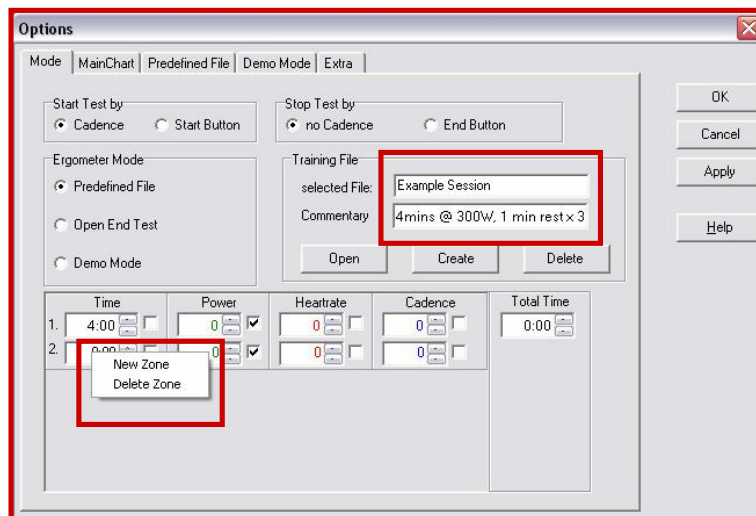 Options
Mode MainChart Predefined File Demo Mode Extra
Start Test by
Cadence Start Button
Stop Test by
no Cadence End Button
OK
Cancel
Apply
Help
Ergometer Mode
Predefined File
Open End Test
Demo Mode
Training File
selected File: Example Session
Commentary 4mins @ 300W, 1 min rest x 3
Open Create Delete
Time Power Heartrate Cadence Total Time
1. 4:00 0 0 0 0:00
2. 0:00 0 0 0
New Zone
Delete Zone